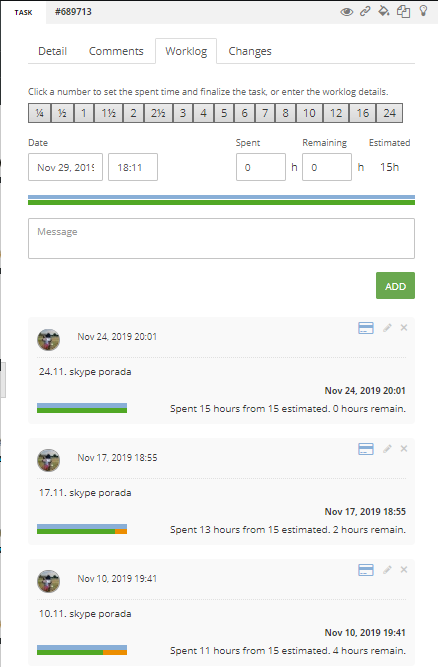 TASK #689713
Detail Comments Worklog Changes
Click a number to set the spent time and finalize the task, or enter the worklog details.
¼ ½ 1 1½ 2 2½ 3 4 5 6 7 8 10 12 16 24
Date Spent Remaining Estimated
Nov 29, 2019 18:11 0 h 0 h 15h
Message
ADD
Nov 24, 2019 20:01
24.11. skype porada
Nov 24, 2019 20:01
Spent 15 hours from 15 estimated. 0 hours remain.
Nov 17, 2019 18:55
17.11. skype porada
Nov 17, 2019 18:55
Spent 13 hours from 15 estimated. 2 hours remain.
Nov 10, 2019 19:41
10.11. skype porada
Nov 10, 2019 19:41
Spent 11 hours from 15 estimated. 4 hours remain.